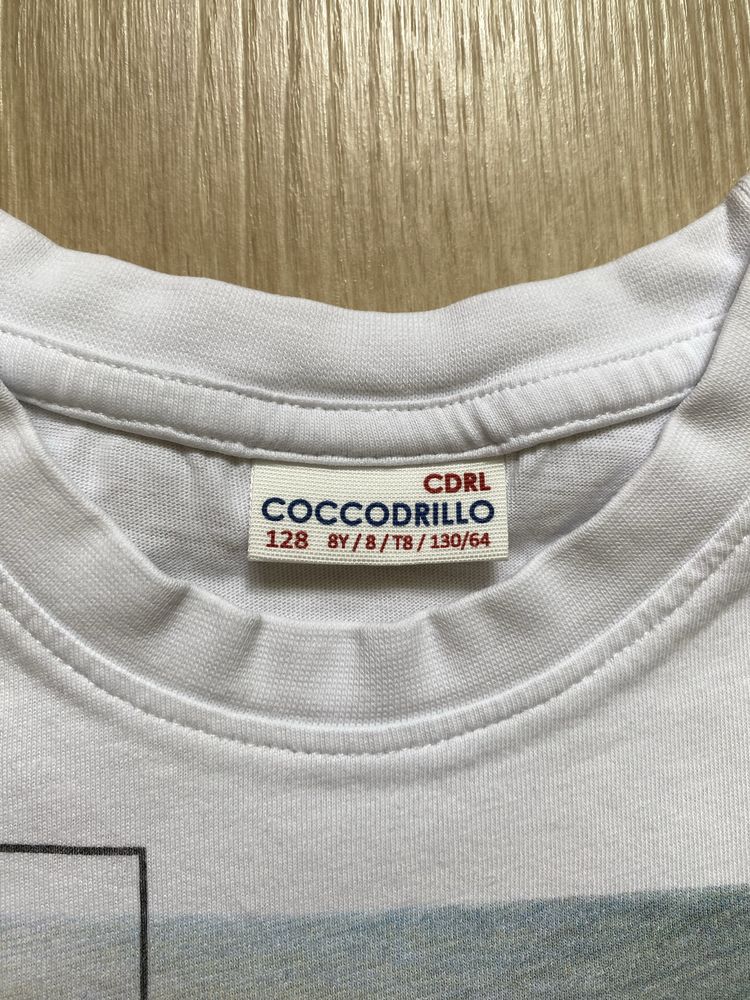 CDRL
COCCODRILLO
128 8Y / 8 / T8 / 130/64